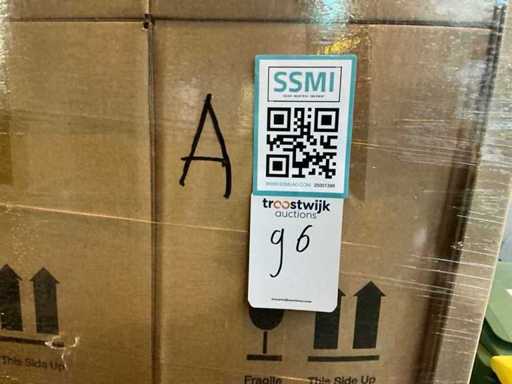 A
SSMI
troostwijk
auctions
96
This Side Up
Fragile
This Side Up